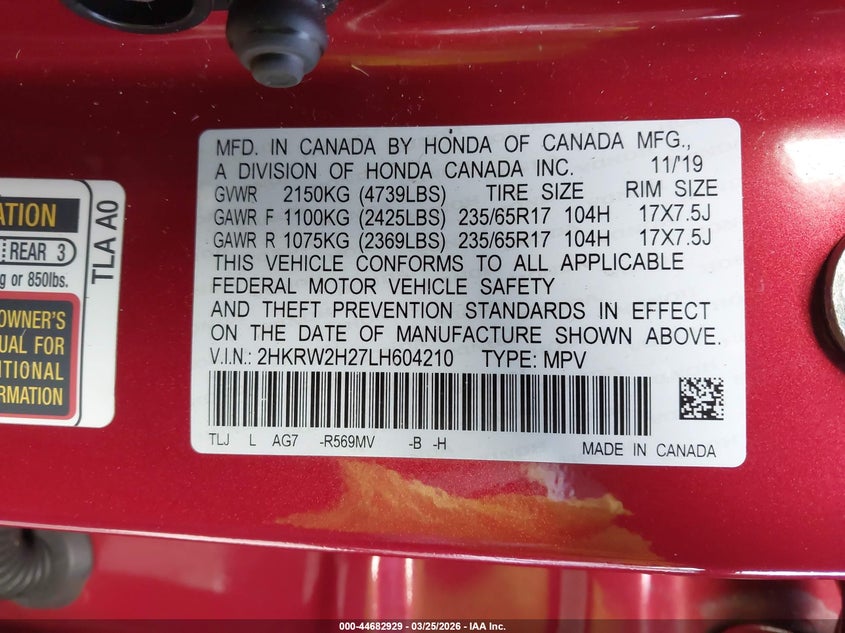 MFD. IN CANADA BY HONDA OF CANADA MFG.,
A DIVISION OF HONDA CANADA INC. 11/'19
GVWR 2150KG (4739LBS) TIRE SIZE RIM SIZE
GAWR F 1100KG (2425LBS) 235/65R17 104H 17X7.5J
GAWR R 1075KG (2369LBS) 235/65R17 104H 17X7.5J
THIS VEHICLE CONFORMS TO ALL APPLICABLE
FEDERAL MOTOR VEHICLE SAFETY
AND THEFT PREVENTION STANDARDS IN EFFECT
ON THE DATE OF MANUFACTURE SHOWN ABOVE.
V.I.N.: 2HKRW2H27LH604210 TYPE: MPV
TLJ L AG7 -R569MV -B -H MADE IN CANADA
REAR 3
or 850lbs.
OWNER'S
FOR
TLA A0
000-44682929 - 03/25/2026 - IAA Inc.